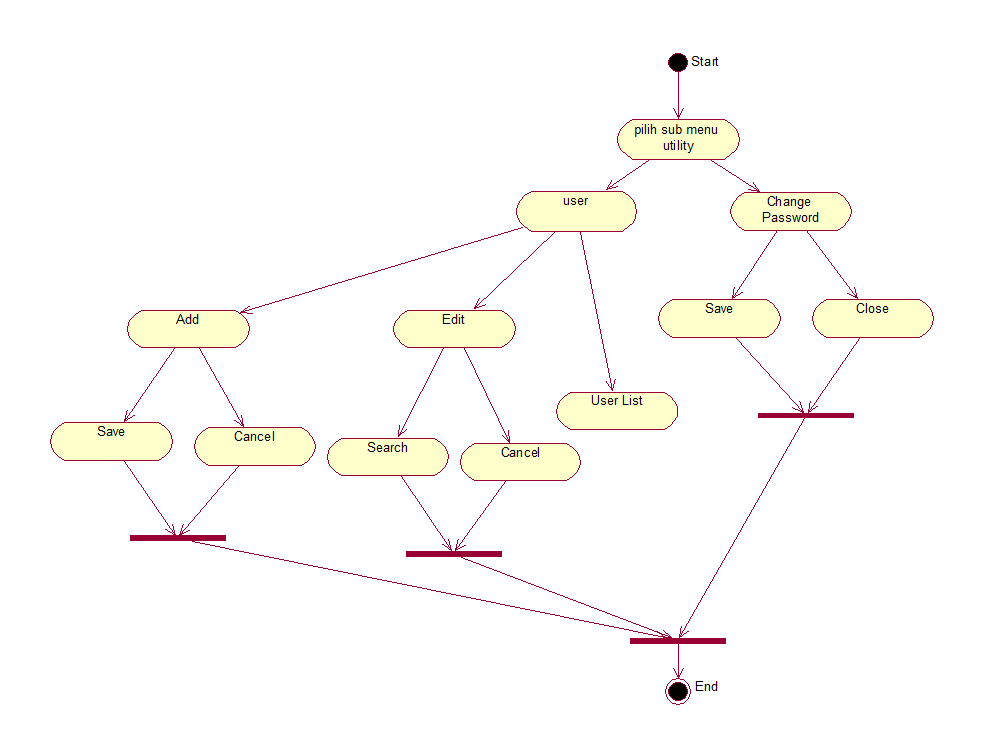 Start
pilih sub menu
utility
user
Change
Password
Add
Edit
Save
Close
User List
Save
Cancel
Search
Cancel
End